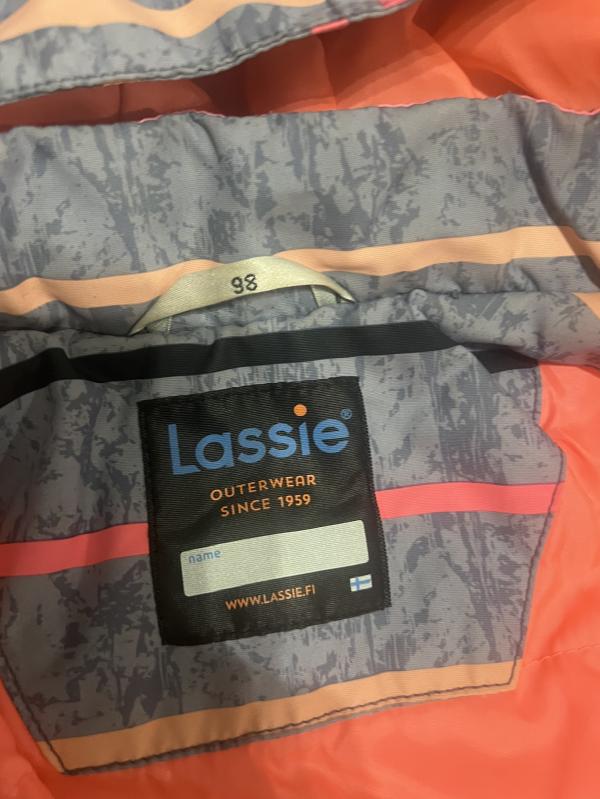 98
Lassie®
OUTERWEAR
SINCE 1959
name
WWW.LASSIE.FI